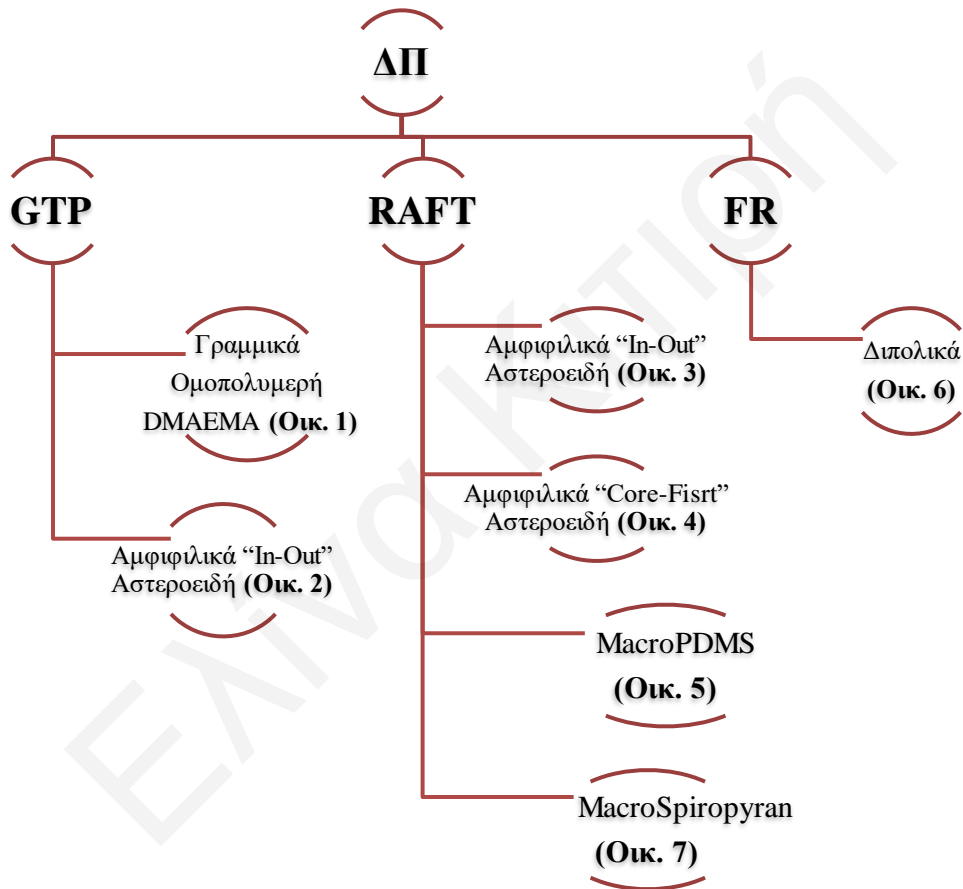 ΔΠ
GTP
RAFT
FR
Γραμμικά
Ομοπολυμερή
DMAEMA (Οικ. 1)
Αμφιφιλικά “In-Out”
Αστεροειδή (Οικ. 2)
Αμφιφιλικά “In-Out”
Αστεροειδή (Οικ. 3)
Αμφιφιλικά “Core-Fisrt”
Αστεροειδή (Οικ. 4)
MacroPDMS
(Οικ. 5)
MacroSpiropyran
(Οικ. 7)
Διπολικά
(Οικ. 6)
Ελίνα Κιτιρή